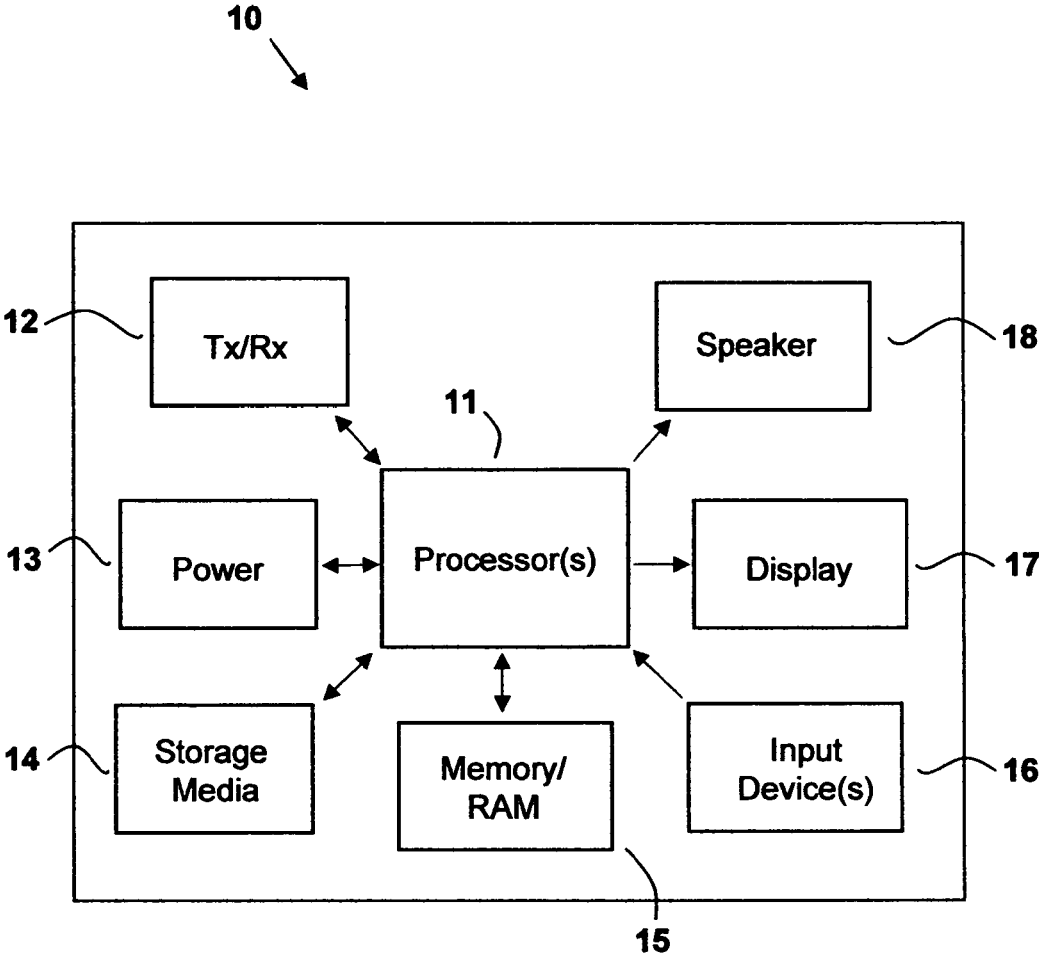 10
12
Tx/Rx
Speaker
18
11
13
Power
Processor(s)
Display
17
14
Storage
Media
Memory/
RAM
Input
Device(s)
16
15